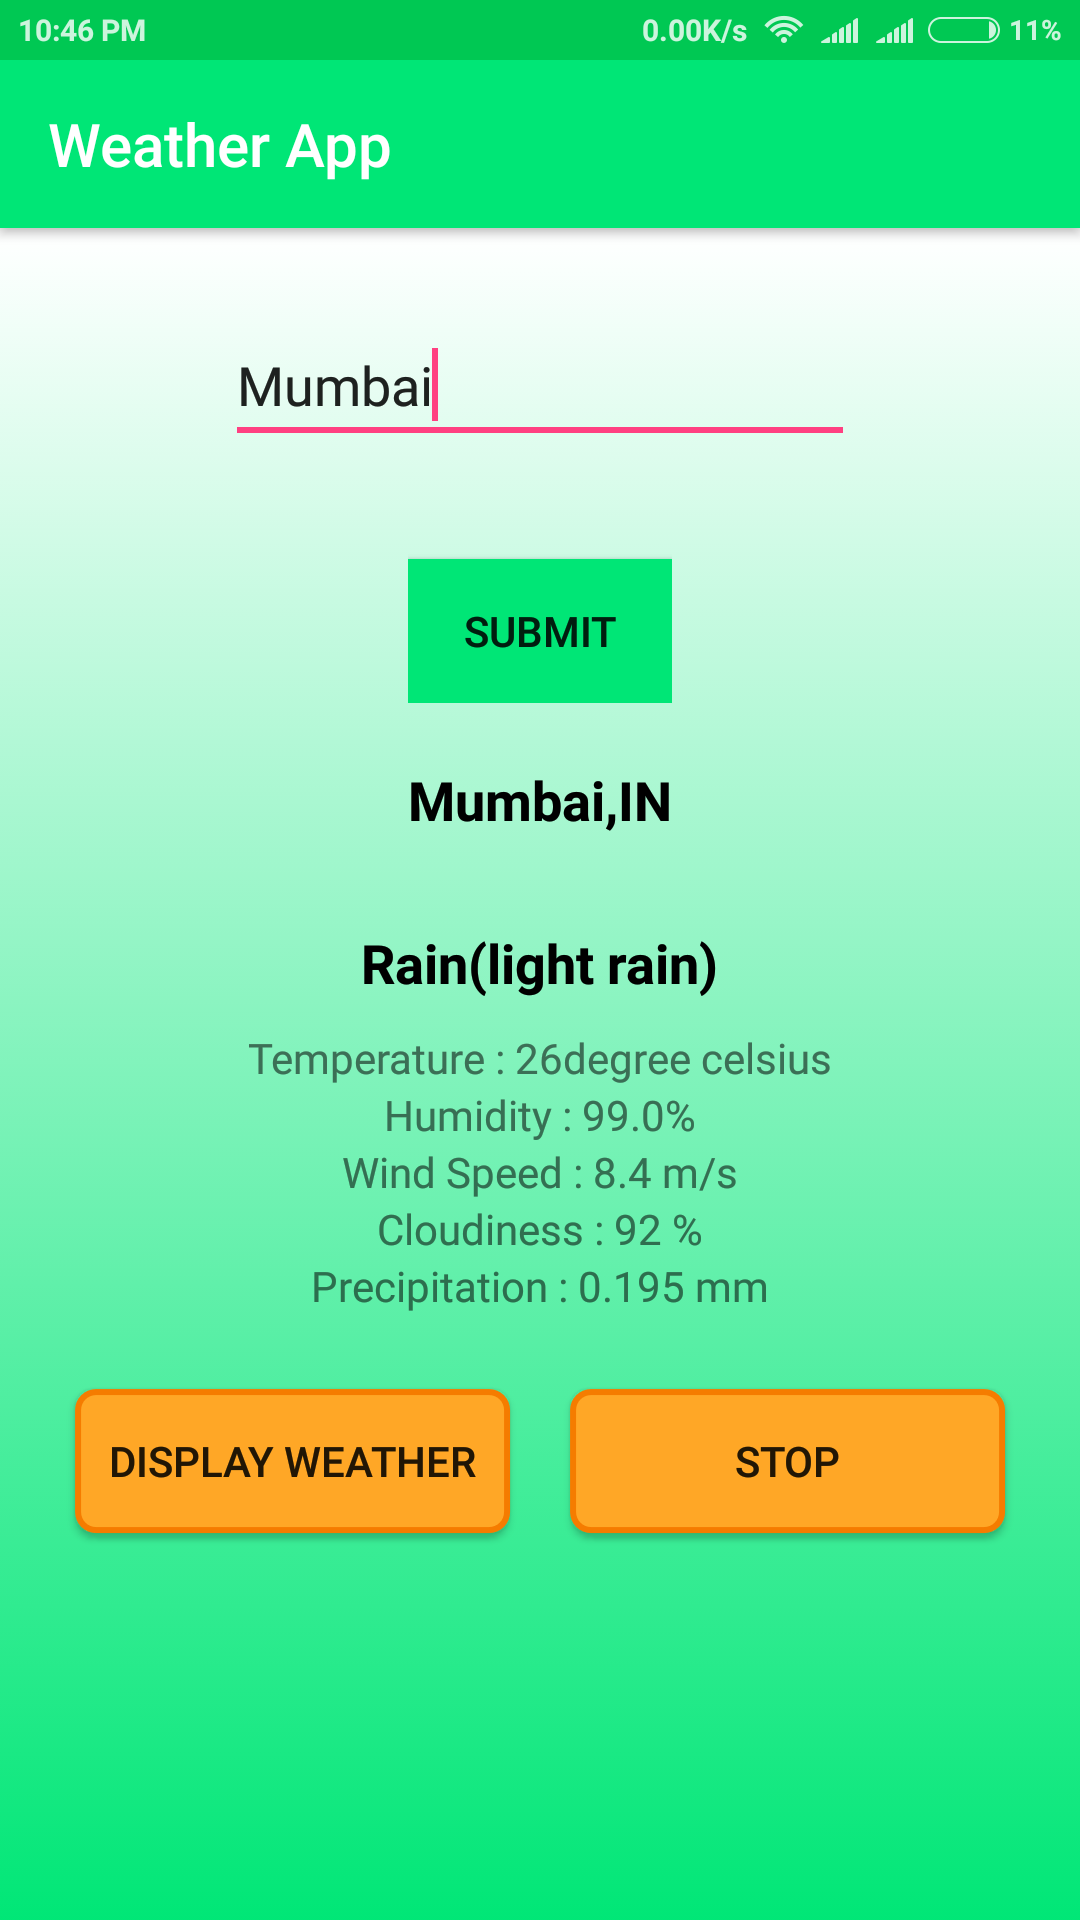 10:46 PM 0.00K/s 11%
Weather App
Mumbai
SUBMIT
Mumbai,IN
Rain(light rain)
Temperature : 26degree celsius
Humidity : 99.0%
Wind Speed : 8.4 m/s
Cloudiness : 92 %
Precipitation : 0.195 mm
DISPLAY WEATHER STOP